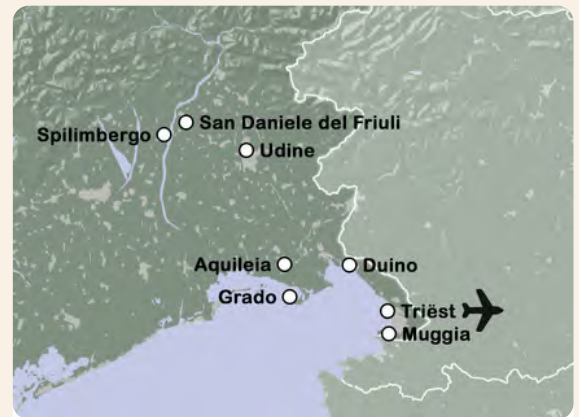 San Daniele del Friuli
Spilimbergo
Udine
Aquileia
Duino
Grado
Triëst
Muggia